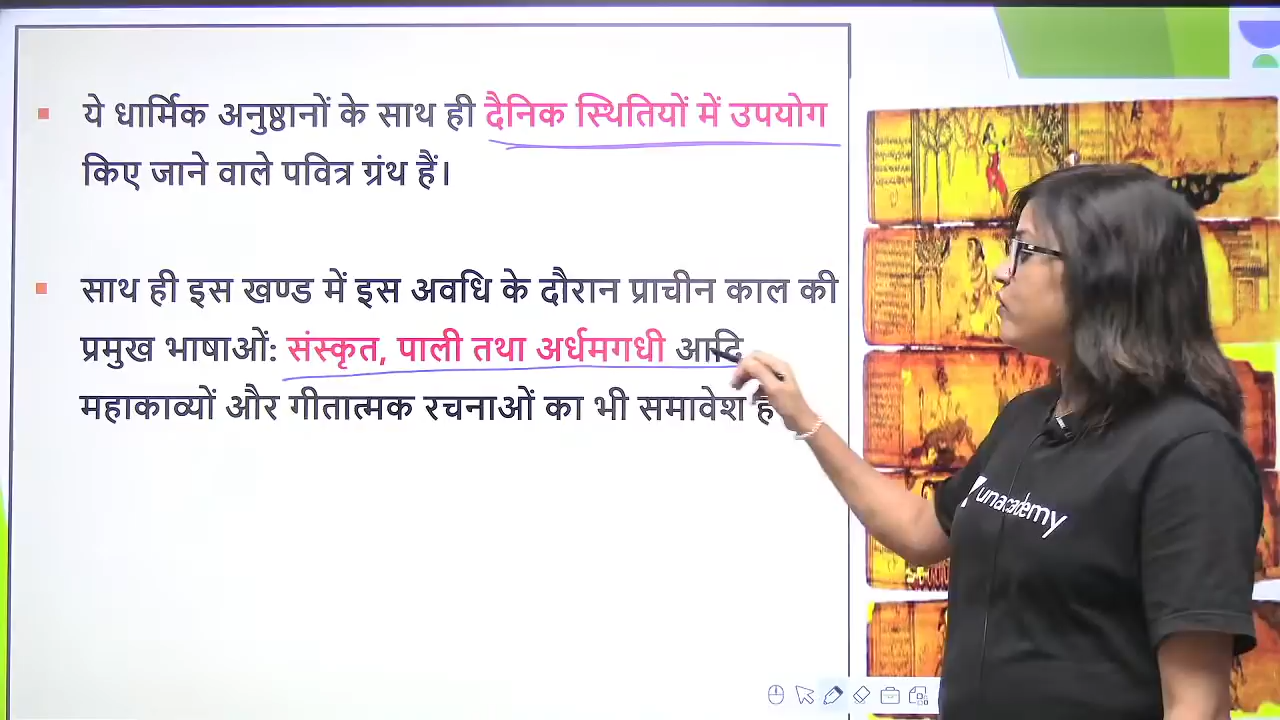 ये धार्मिक अनुष्ठानों के साथ ही दैनिक स्थितियों में उपयोग
किए जाने वाले पवित्र ग्रंथ हैं।
साथ ही इस खण्ड में इस अवधि के दौरान प्राचीन काल की
प्रमुख भाषाओं: संस्कृत, पाली तथा अर्धमगधी आदि
महाकाव्यों और गीतात्मक रचनाओं का भी समावेश है
unacademy